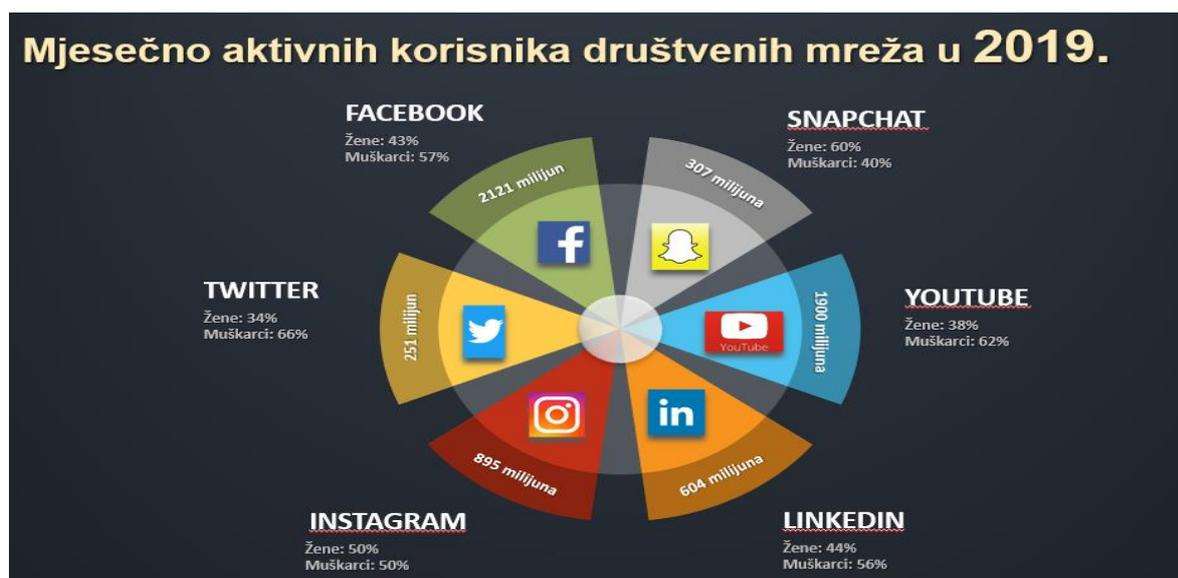 Mjesečno aktivnih korisnika društvenih mreža u 2019.
FACEBOOK
Žene: 43%
Muškarci: 57%
2121 milijun
SNAPCHAT
Žene: 60%
Muškarci: 40%
307 milijuna
TWITTER
Žene: 34%
Muškarci: 66%
251 milijun
YOUTUBE
Žene: 38%
Muškarci: 62%
1900 milijuna
YouTube
INSTAGRAM
Žene: 50%
Muškarci: 50%
895 milijuna
LINKEDIN
Žene: 44%
Muškarci: 56%
604 milijuna
in
f